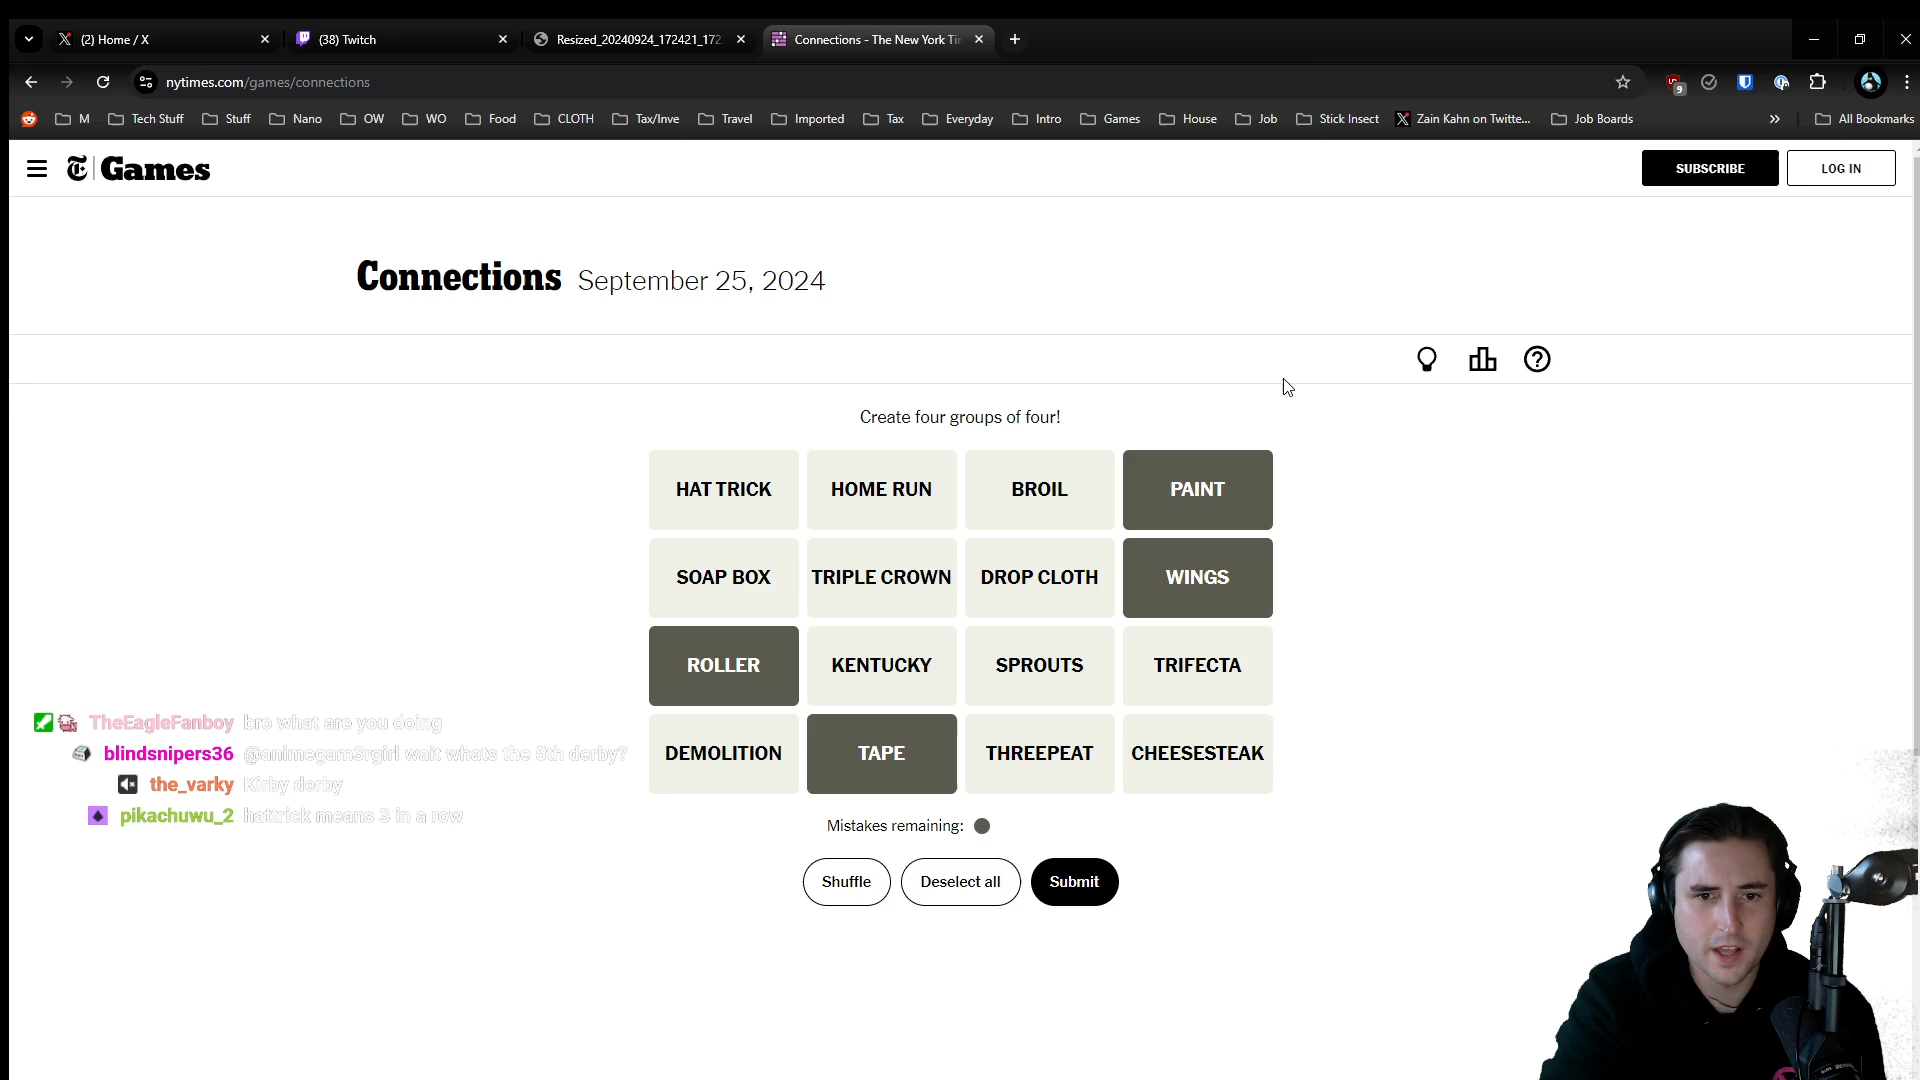 (2) Home / X
(38) Twitch
Resized_20240924_172421_172
Connections - The New York Tir
nytimes.com/games/connections
9
M
Tech Stuff
Stuff
Nano
OW
WO
Food
CLOTH
Tax/Inve
Travel
Imported
Tax
Everyday
Intro
Games
House
Job
Stick Insect
Zain Kahn on Twitte...
Job Boards
All Bookmarks
T Games
SUBSCRIBE
LOG IN
Connections September 25, 2024
Create four groups of four!
HAT TRICK
HOME RUN
BROIL
PAINT
SOAP BOX
TRIPLE CROWN
DROP CLOTH
WINGS
ROLLER
KENTUCKY
SPROUTS
TRIFECTA
DEMOLITION
TAPE
THREEPEAT
CHEESESTEAK
TheEagleFanboy bro what are you doing
blindsnipers36 @animegam3rgirl wait whats the 5th derby?
the_varky Kirby derby
pikachuwu_2 hattrick means 3 in a row
Mistakes remaining:
Shuffle
Deselect all
Submit